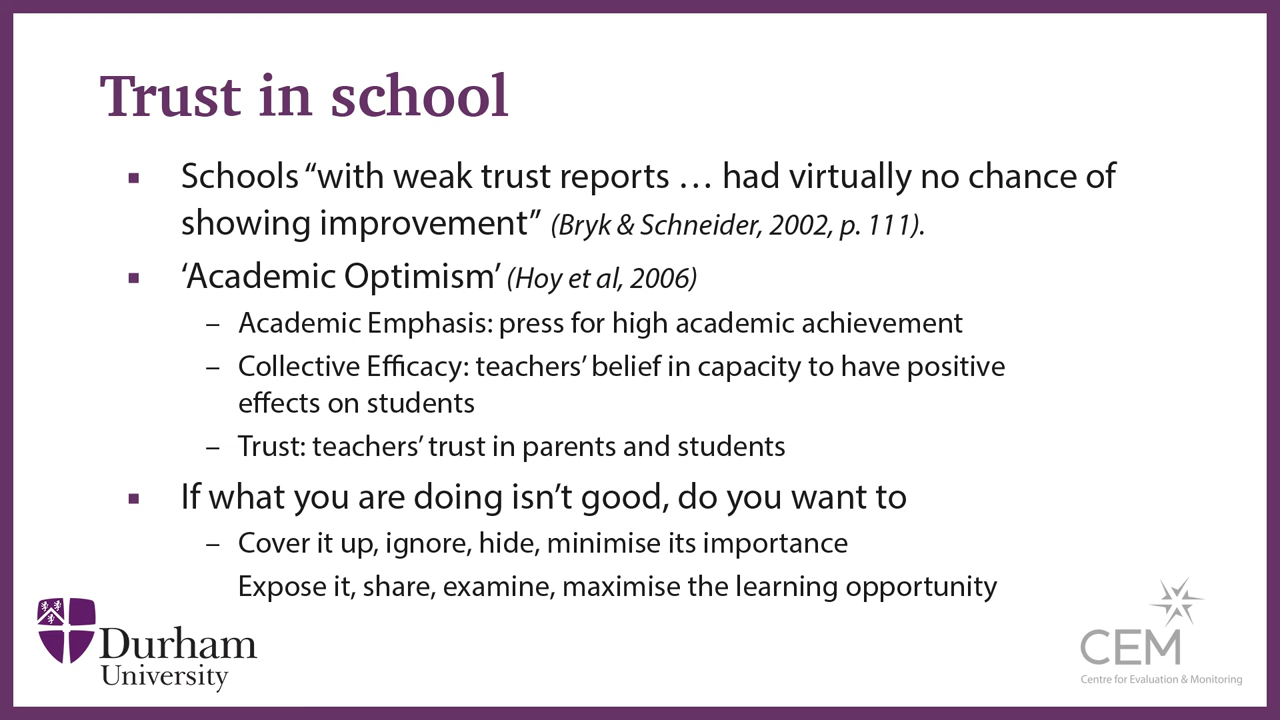 Trust in school
▪ Schools “with weak trust reports … had virtually no chance of
showing improvement” (Bryk & Schneider, 2002, p. 111).
▪ ‘Academic Optimism’ (Hoy et al, 2006)
– Academic Emphasis: press for high academic achievement
– Collective Efficacy: teachers’ belief in capacity to have positive
effects on students
– Trust: teachers’ trust in parents and students
▪ If what you are doing isn’t good, do you want to
– Cover it up, ignore, hide, minimise its importance
Expose it, share, examine, maximise the learning opportunity
Durham
University
CEM
Centre for Evaluation & Monitoring